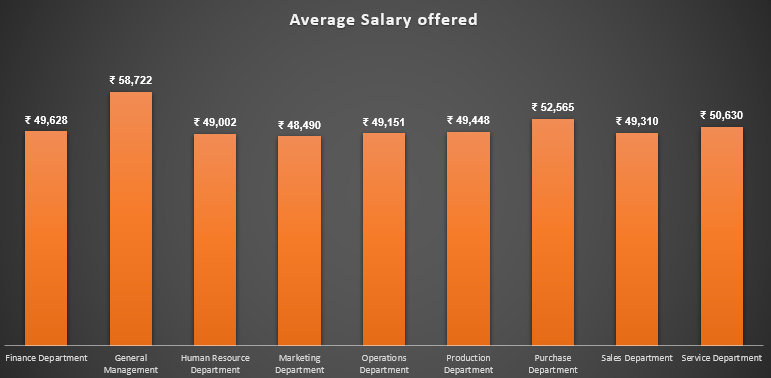 Average Salary offered
₹ 49,628
₹ 58,722
₹ 49,002
₹ 48,490
₹ 49,151
₹ 49,448
₹ 52,565
₹ 49,310
₹ 50,630
Finance Department
General
Management
Human Resource
Department
Marketing
Department
Operations
Department
Production
Department
Purchase
Department
Sales Department
Service Department